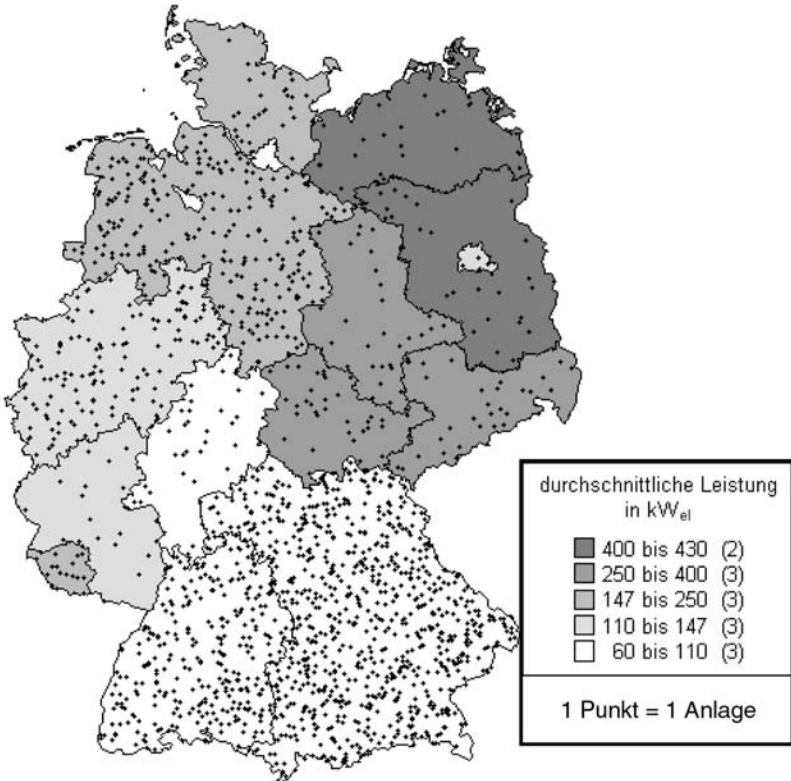 durchschnittliche Leistung
in kWel
400 bis 430 (2)
250 bis 400 (3)
147 bis 250 (3)
110 bis 147 (3)
60 bis 110 (3)
1 Punkt = 1 Anlage